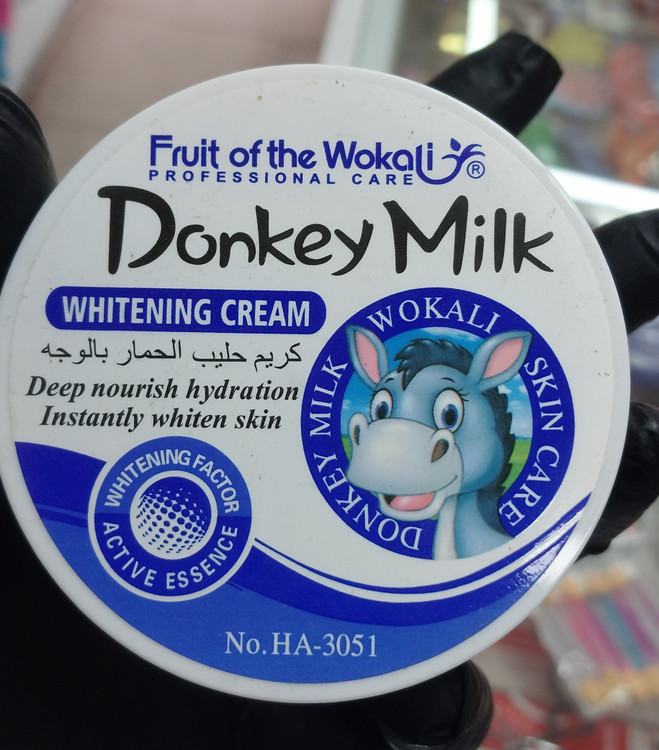 Fruit of the Wokali ®
PROFESSIONAL CARE
Donkey Milk
WHITENING CREAM
كريم حليب الحمار بالوجه
Deep nourish hydration
Instantly whiten skin
WOKALI SKIN CARE
DONKEY MILK
WHITENING FACTOR
ACTIVE ESSENCE
No.HA-3051